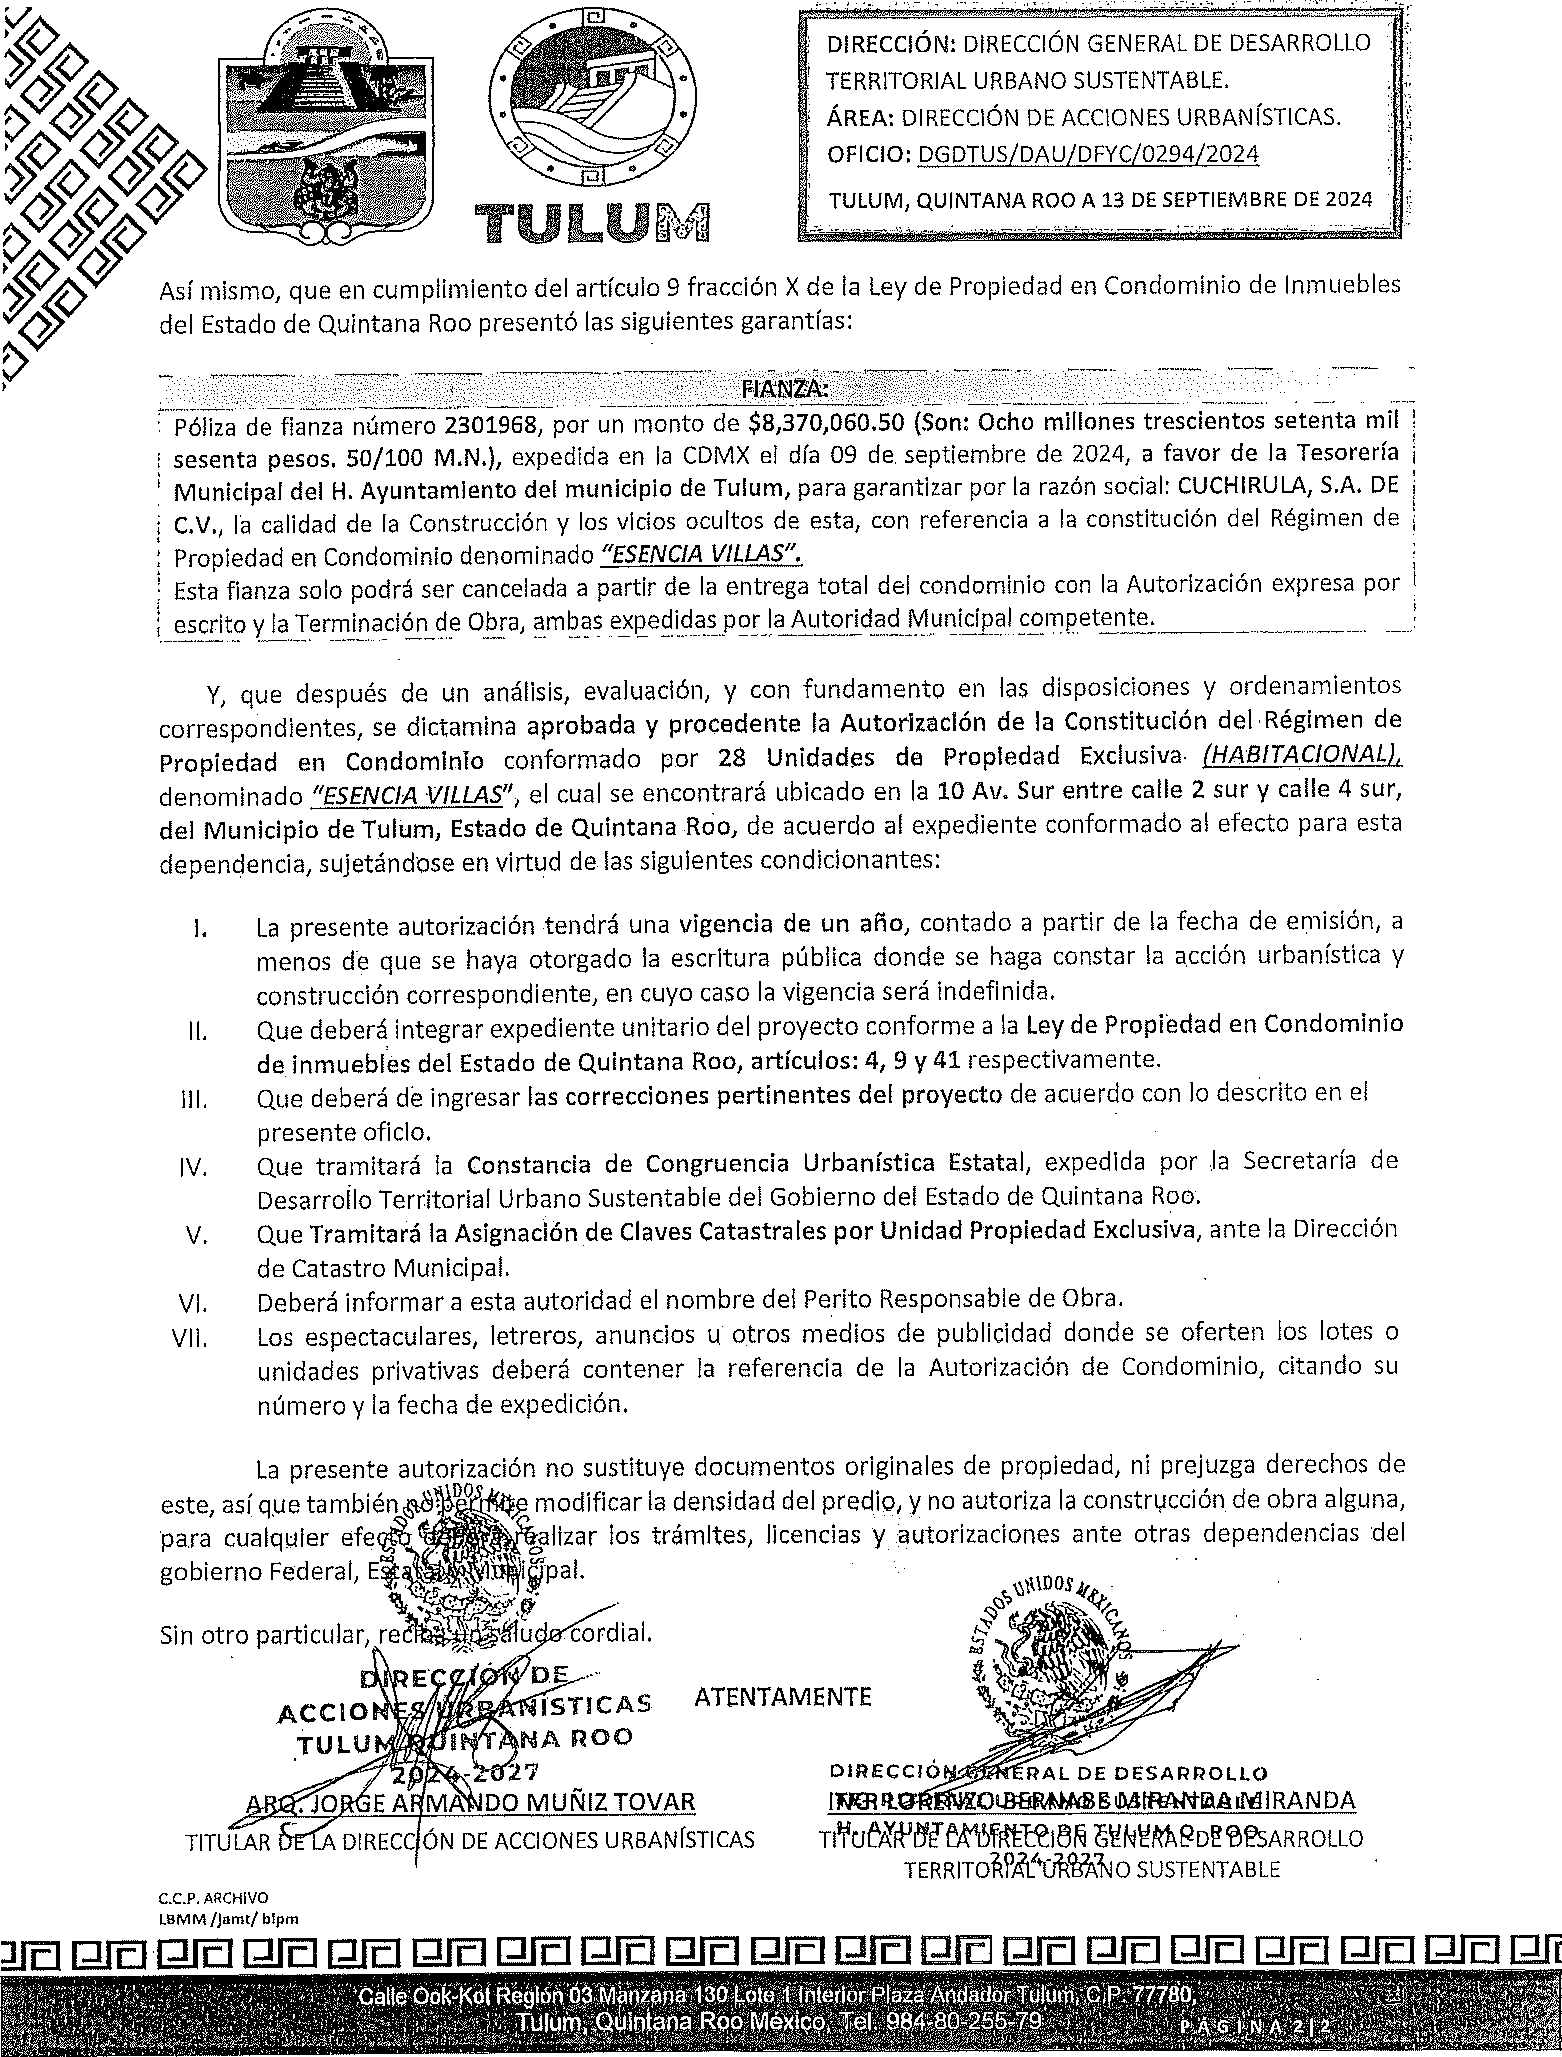 TULUM
DIRECCIÓN: DIRECCIÓN GENERAL DE DESARROLLO
TERRITORIAL URBANO SUSTENTABLE.
ÁREA: DIRECCIÓN DE ACCIONES URBANÍSTICAS.
OFICIO: DGDTUS/DAU/DFYC/0294/2024
TULUM, QUINTANA ROO A 13 DE SEPTIEMBRE DE 2024
Así mismo, que en cumplimiento del artículo 9 fracción X de la Ley de Propiedad en Condominio de Inmuebles
del Estado de Quintana Roo presentó las siguientes garantías:
FIANZA:
Póliza de fianza número 2301968, por un monto de $8,370,060.50 (Son: Ocho millones trescientos setenta mil
sesenta pesos. 50/100 M.N.), expedida en la CDMX el día 09 de septiembre de 2024, a favor de la Tesorería
Municipal del H. Ayuntamiento del municipio de Tulum, para garantizar por la razón social: CUCHIRULA, S.A. DE
C.V., la calidad de la Construcción y los vicios ocultos de esta, con referencia a la constitución del Régimen de
Propiedad en Condominio denominado "ESENCIA VILLAS".
Esta fianza solo podrá ser cancelada a partir de la entrega total del condominio con la Autorización expresa por
escrito y la Terminación de Obra, ambas expedidas por la Autoridad Municipal competente.
Y, que después de un análisis, evaluación, y con fundamento en las disposiciones y ordenamientos
correspondientes, se dictamina aprobada y procedente la Autorización de la Constitución del Régimen de
Propiedad en Condominio conformado por 28 Unidades de Propiedad Exclusiva (HABITACIONAL),
denominado "ESENCIA VILLAS", el cual se encontrará ubicado en la 10 Av. Sur entre calle 2 sur y calle 4 sur,
del Municipio de Tulum, Estado de Quintana Roo, de acuerdo al expediente conformado al efecto para esta
dependencia, sujetándose en virtud de las siguientes condicionantes:
I. La presente autorización tendrá una vigencia de un año, contado a partir de la fecha de emisión, a
menos de que se haya otorgado la escritura pública donde se haga constar la acción urbanística y
construcción correspondiente, en cuyo caso la vigencia será indefinida.
II. Que deberá integrar expediente unitario del proyecto conforme a la Ley de Propiedad en Condominio
de inmuebles del Estado de Quintana Roo, artículos: 4, 9 y 41 respectivamente.
III. Que deberá de ingresar las correcciones pertinentes del proyecto de acuerdo con lo descrito en el
presente oficio.
IV. Que tramitará la Constancia de Congruencia Urbanística Estatal, expedida por la Secretaría de
Desarrollo Territorial Urbano Sustentable del Gobierno del Estado de Quintana Roo.
V. Que Tramitará la Asignación de Claves Catastrales por Unidad Propiedad Exclusiva, ante la Dirección
de Catastro Municipal.
VI. Deberá informar a esta autoridad el nombre del Perito Responsable de Obra.
VII. Los espectaculares, letreros, anuncios u otros medios de publicidad donde se oferten los lotes o
unidades privativas deberá contener la referencia de la Autorización de Condominio, citando su
número y la fecha de expedición.
La presente autorización no sustituye documentos originales de propiedad, ni prejuzga derechos de
este, así que también no permite modificar la densidad del predio, y no autoriza la construcción de obra alguna,
para cualquier efecto deberá realizar los trámites, licencias y autorizaciones ante otras dependencias del
gobierno Federal, Estatal y Municipal.
Sin otro particular, reciba un saludo cordial.
ESTADOS UNIDOS MEXICANOS
ESTADOS UNIDOS MEXICANOS
ATENTAMENTE
DIRECCIÓN DE
ACCIONES URBANÍSTICAS
TULUM QUINTANA ROO
2024-2027
ARQ. JORGE ARMANDO MUÑIZ TOVAR
TITULAR DE LA DIRECCIÓN DE ACCIONES URBANÍSTICAS
DIRECCIÓN GENERAL DE DESARROLLO
ING. LORENZO BERNABE MIRANDA MIRANDA
H. AYUNTAMIENTO DE TULUM Q. ROO
2024-2027
TITULAR DE LA DIRECCIÓN GENERAL DE DESARROLLO
TERRITORIAL URBANO SUSTENTABLE
C.C.P. ARCHIVO
LBMM /jamt/ blpm
Calle Ook-Kot Región 03 Manzana 130 Lote 1 Interior Plaza Andador Tulum, C.P. 77780,
Tulum, Quintana Roo México. Tel. 984-80-255-79
PÁGINA 2|2